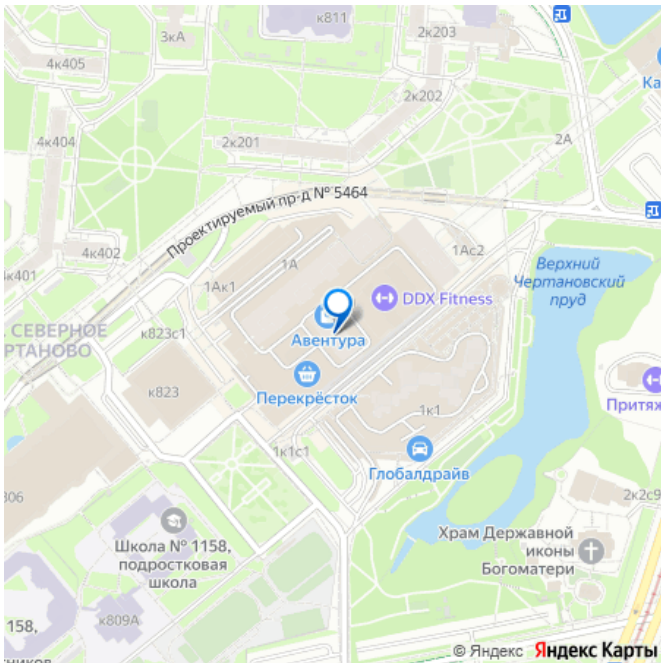 к811
3кА
2к203
4к405
Ка
2к202
4к404
2к201
2А
Проектируемый пр-д № 5464
4к402
1Ас2
4к401
1А
1Ак1
Верхний
Чертановский
пруд
DDX Fitness
СЕВЕРНОЕ
РТАНОВО
к823с1
Авентура
к823
Перекрёсток
Притяж
1к1
1к1с1
Глобалдрайв
806
2к2с9
Школа № 1158,
подростковая
школа
Храм Державной
иконы
Богоматери
к809А
158,
© Яндекс Яндекс Карты